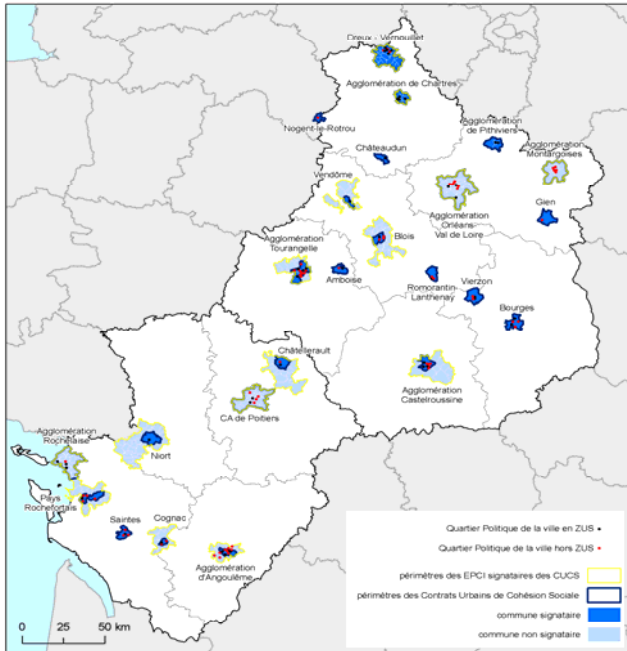 Dreux - Vernouillet
Agglomération de Chartres
Nogent-le-Rotrou
Agglomération
de Pithiviers
Châteaudun
Agglomération
Montargoises
Vendôme
Agglomération
Orléans
Val de Loire
Gien
Blois
Agglomération
Tourangelle
Amboise
Romorantin-
Lanthenay
Vierzon
Bourges
Châtellerault
Agglomération
Castelroussine
CA de Poitiers
Agglomération
Rochelaise
Niort
Pays
Rochefortais
Saintes
Cognac
Agglomération
d'Angoulême
Quartier Politique de la ville en ZUS
Quartier Politique de la ville hors ZUS
périmètres des EPCI signataires des CUCS
périmètres des Contrats Urbains de Cohésion Sociale
commune signataire
commune non signataire
0 25 50 km